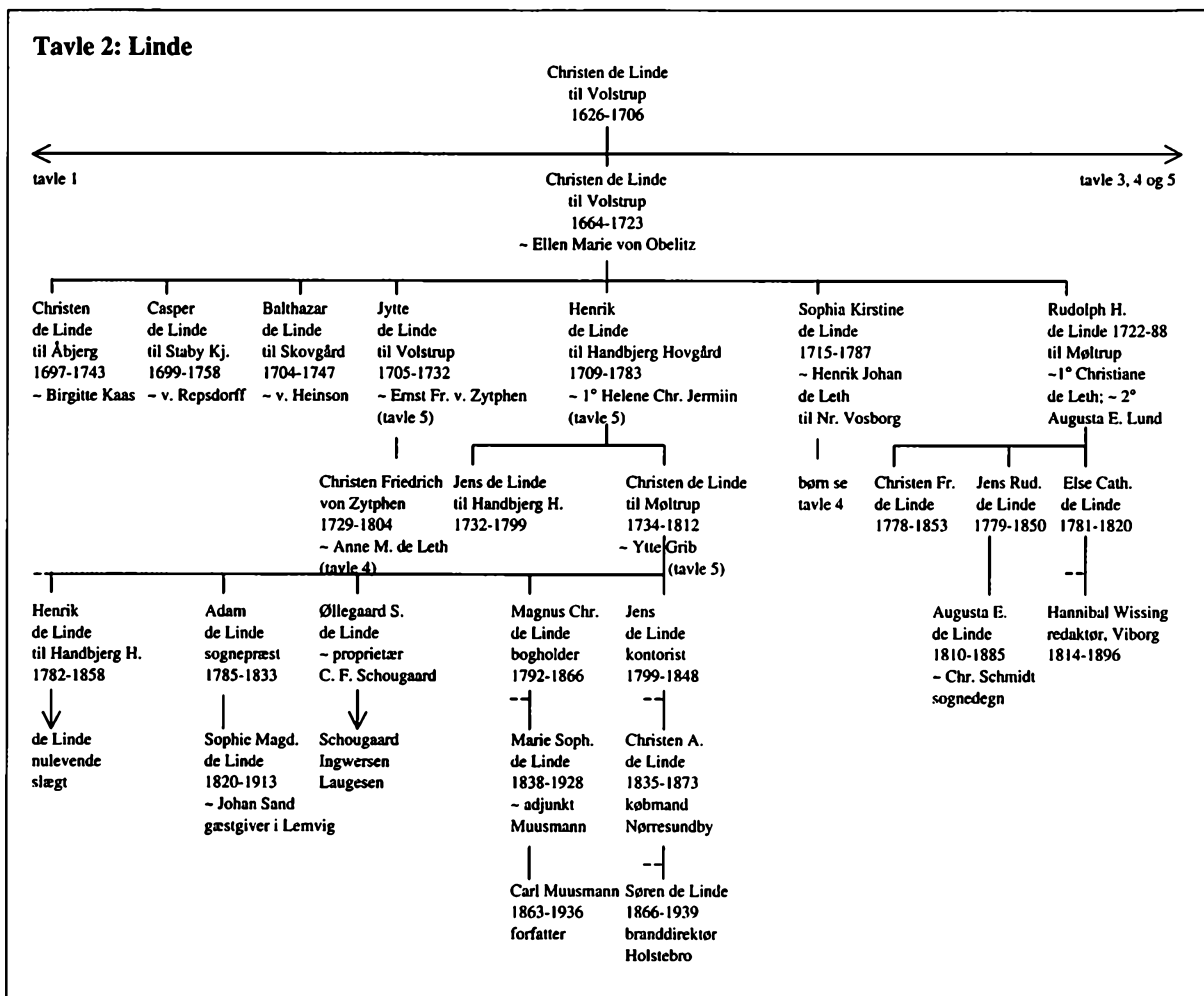 Tavle 2: Linde
Christen de Linde
til Volstrup
1626-1706
tavle 1
tavle 3, 4 og 5
Christen de Linde
til Volstrup
1664-1723
~ Ellen Marie von Obelitz
Christen
de Linde
til Åbjerg
1697-1743
~ Birgitte Kaas
Casper
de Linde
til Staby Kj.
1699-1758
~ v. Repsdorff
Balthazar
de Linde
til Skovgård
1704-1747
~ v. Heinson
Jytte
de Linde
til Volstrup
1705-1732
~ Ernst Fr. v. Zytphen
(tavle 5)
Henrik
de Linde
til Handbjerg Hovgård
1709-1783
~ 1° Helene Chr. Jermiin
(tavle 5)
Sophia Kirstine
de Linde
1715-1787
~ Henrik Johan
de Leth
til Nr. Vosborg
Rudolph H.
de Linde 1722-88
til Møltrup
~1° Christiane
de Leth; ~ 2°
Augusta E. Lund
Christen Friedrich
von Zytphen
1729-1804
~ Anne M. de Leth
(tavle 4)
Jens de Linde
til Handbjerg H.
1732-1799
Christen de Linde
til Møltrup
1734-1812
~ Ytte Grib
(tavle 5)
børn se
tavle 4
Christen Fr.
de Linde
1778-1853
Jens Rud.
de Linde
1779-1850
Else Cath.
de Linde
1781-1820
Henrik
de Linde
til Handbjerg H.
1782-1858
Adam
de Linde
sognepræst
1785-1833
Øllegaard S.
de Linde
~ proprietær
C. F. Schougaard
Magnus Chr.
de Linde
bogholder
1792-1866
Jens
de Linde
kontorist
1799-1848
Augusta E.
de Linde
1810-1885
~ Chr. Schmidt
sognedegn
Hannibal Wissing
redaktør, Viborg
1814-1896
de Linde
nulevende
slægt
Sophie Magd.
de Linde
1820-1913
~ Johan Sand
gæstgiver i Lemvig
Schougaard
Ingwersen
Laugesen
Marie Soph.
de Linde
1838-1928
~ adjunkt
Muusmann
Christen A.
de Linde
1835-1873
købmand
Nørresundby
Carl Muusmann
1863-1936
forfatter
Søren de Linde
1866-1939
branddirektør
Holstebro